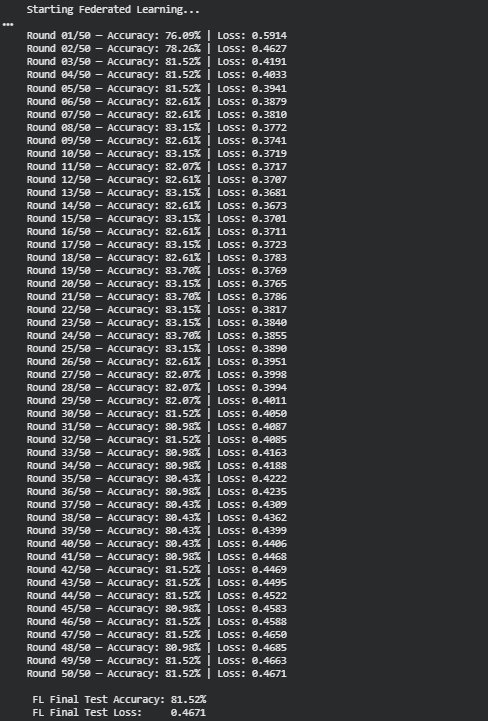 Starting Federated Learning...
...
Round 01/50 — Accuracy: 76.09% | Loss: 0.5914
Round 02/50 — Accuracy: 78.26% | Loss: 0.4627
Round 03/50 — Accuracy: 81.52% | Loss: 0.4191
Round 04/50 — Accuracy: 81.52% | Loss: 0.4033
Round 05/50 — Accuracy: 81.52% | Loss: 0.3941
Round 06/50 — Accuracy: 82.61% | Loss: 0.3879
Round 07/50 — Accuracy: 82.61% | Loss: 0.3810
Round 08/50 — Accuracy: 83.15% | Loss: 0.3772
Round 09/50 — Accuracy: 82.61% | Loss: 0.3741
Round 10/50 — Accuracy: 83.15% | Loss: 0.3719
Round 11/50 — Accuracy: 82.07% | Loss: 0.3717
Round 12/50 — Accuracy: 82.61% | Loss: 0.3707
Round 13/50 — Accuracy: 83.15% | Loss: 0.3681
Round 14/50 — Accuracy: 82.61% | Loss: 0.3673
Round 15/50 — Accuracy: 83.15% | Loss: 0.3701
Round 16/50 — Accuracy: 82.61% | Loss: 0.3711
Round 17/50 — Accuracy: 83.15% | Loss: 0.3723
Round 18/50 — Accuracy: 82.61% | Loss: 0.3783
Round 19/50 — Accuracy: 83.70% | Loss: 0.3769
Round 20/50 — Accuracy: 83.15% | Loss: 0.3765
Round 21/50 — Accuracy: 83.70% | Loss: 0.3786
Round 22/50 — Accuracy: 83.15% | Loss: 0.3817
Round 23/50 — Accuracy: 83.15% | Loss: 0.3840
Round 24/50 — Accuracy: 83.70% | Loss: 0.3855
Round 25/50 — Accuracy: 83.15% | Loss: 0.3890
Round 26/50 — Accuracy: 82.61% | Loss: 0.3951
Round 27/50 — Accuracy: 82.07% | Loss: 0.3998
Round 28/50 — Accuracy: 82.07% | Loss: 0.3994
Round 29/50 — Accuracy: 82.07% | Loss: 0.4011
Round 30/50 — Accuracy: 81.52% | Loss: 0.4050
Round 31/50 — Accuracy: 80.98% | Loss: 0.4087
Round 32/50 — Accuracy: 81.52% | Loss: 0.4085
Round 33/50 — Accuracy: 80.98% | Loss: 0.4163
Round 34/50 — Accuracy: 80.98% | Loss: 0.4188
Round 35/50 — Accuracy: 80.43% | Loss: 0.4222
Round 36/50 — Accuracy: 80.98% | Loss: 0.4235
Round 37/50 — Accuracy: 80.43% | Loss: 0.4309
Round 38/50 — Accuracy: 80.43% | Loss: 0.4362
Round 39/50 — Accuracy: 80.43% | Loss: 0.4399
Round 40/50 — Accuracy: 80.43% | Loss: 0.4406
Round 41/50 — Accuracy: 80.98% | Loss: 0.4468
Round 42/50 — Accuracy: 81.52% | Loss: 0.4469
Round 43/50 — Accuracy: 81.52% | Loss: 0.4495
Round 44/50 — Accuracy: 81.52% | Loss: 0.4522
Round 45/50 — Accuracy: 80.98% | Loss: 0.4583
Round 46/50 — Accuracy: 81.52% | Loss: 0.4588
Round 47/50 — Accuracy: 81.52% | Loss: 0.4650
Round 48/50 — Accuracy: 80.98% | Loss: 0.4685
Round 49/50 — Accuracy: 81.52% | Loss: 0.4663
Round 50/50 — Accuracy: 81.52% | Loss: 0.4671
FL Final Test Accuracy: 81.52%
FL Final Test Loss: 0.4671